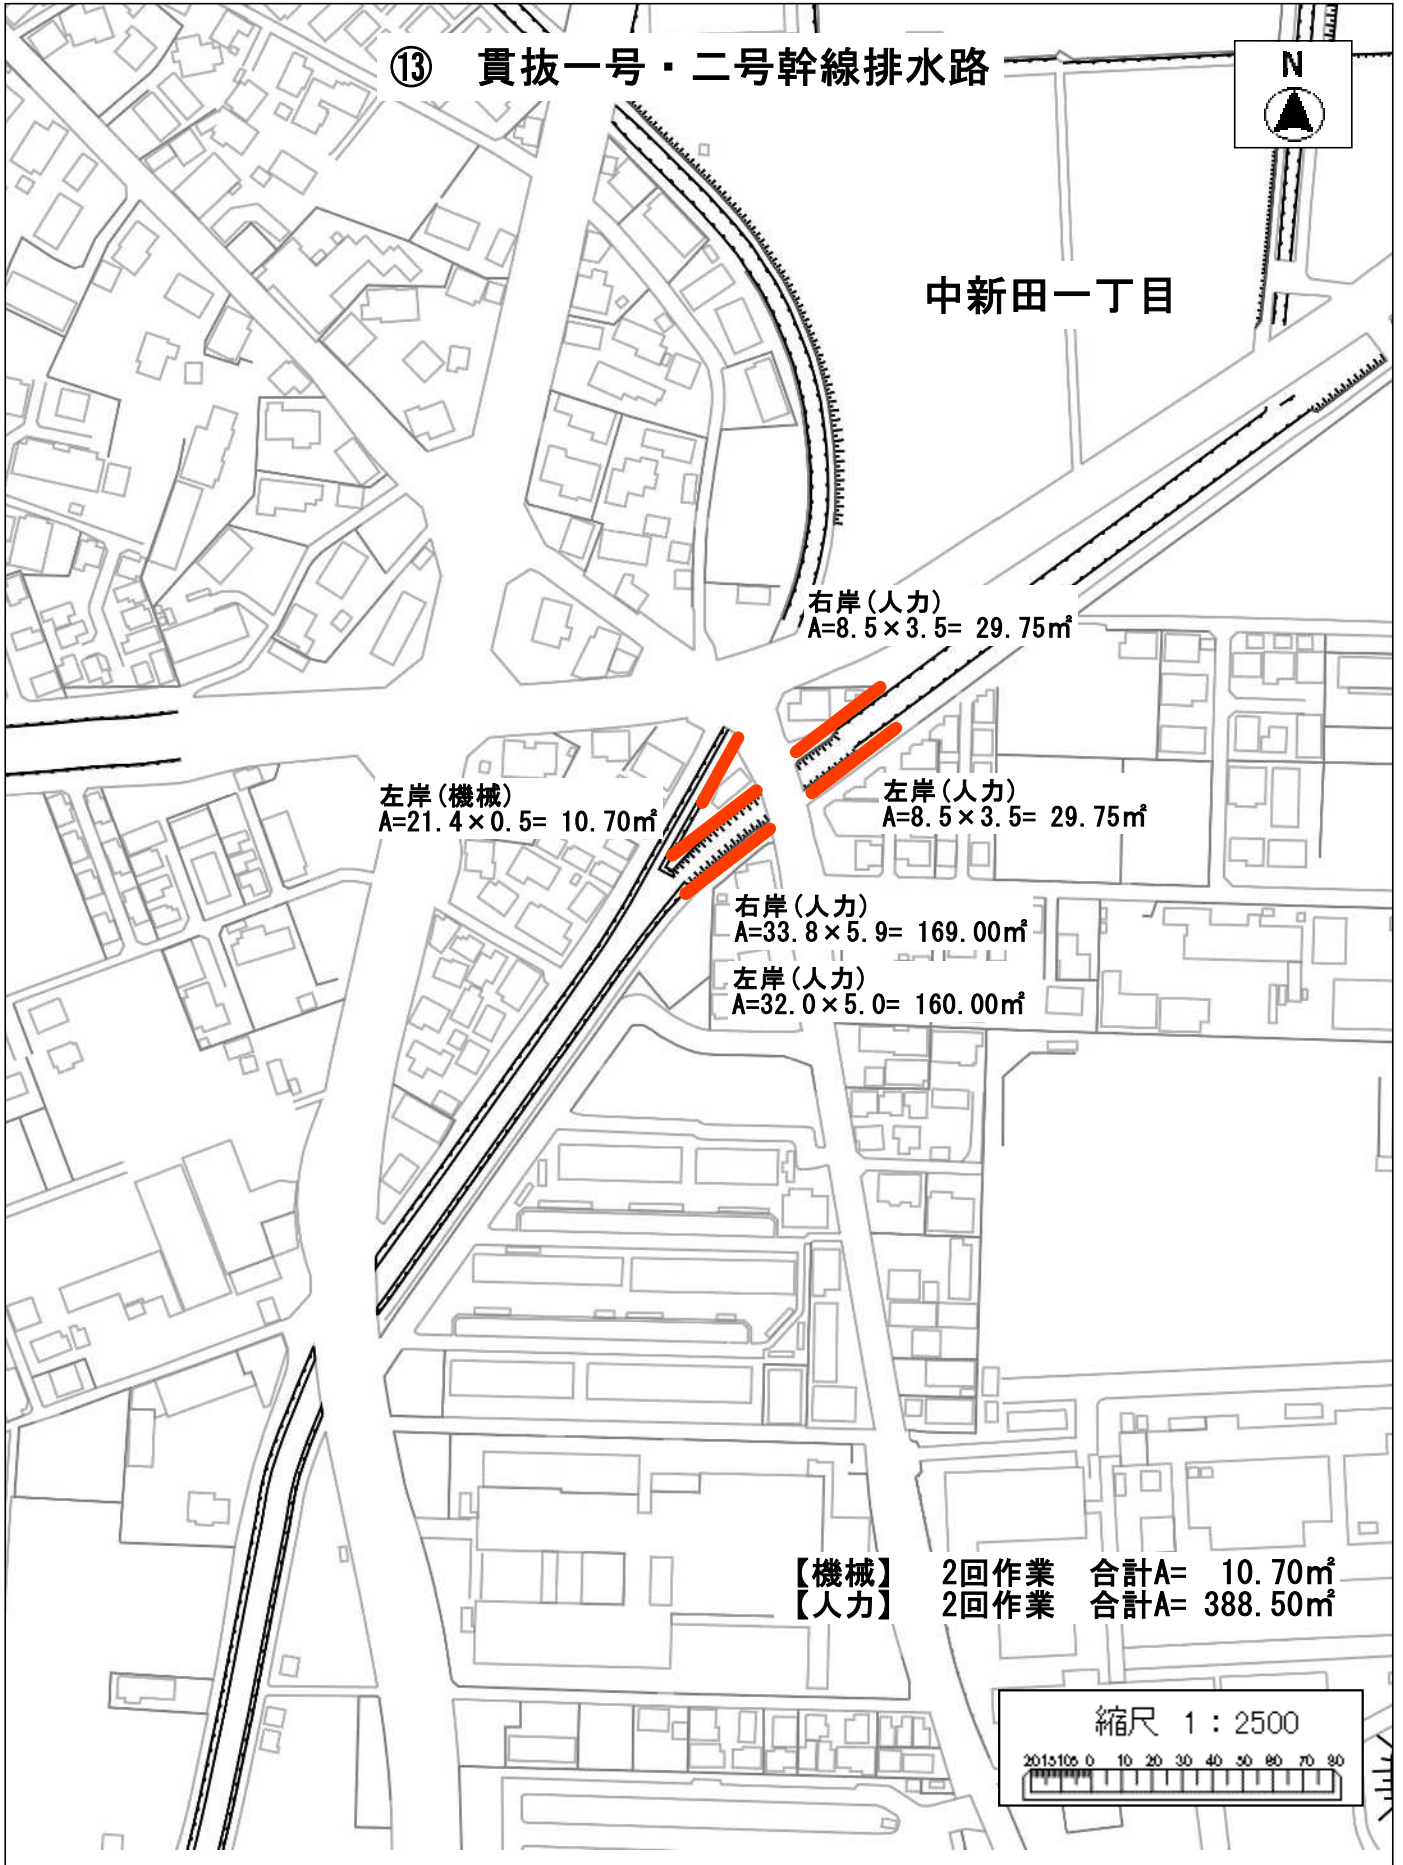 ⑬　貫抜一号・二号幹線排水路
N
中新田一丁目
右岸(人力)
A=8.5×3.5= 29.75㎡
左岸(機械)
A=21.4×0.5= 10.70㎡
左岸(人力)
A=8.5×3.5= 29.75㎡
右岸(人力)
A=33.8×5.9= 169.00㎡
左岸(人力)
A=32.0×5.0= 160.00㎡
【機械】　2回作業　合計A=　10.70㎡
【人力】　2回作業　合計A= 388.50㎡
縮尺 1：2500
20 15 10 5 0 10 20 30 40 50 60 70 80